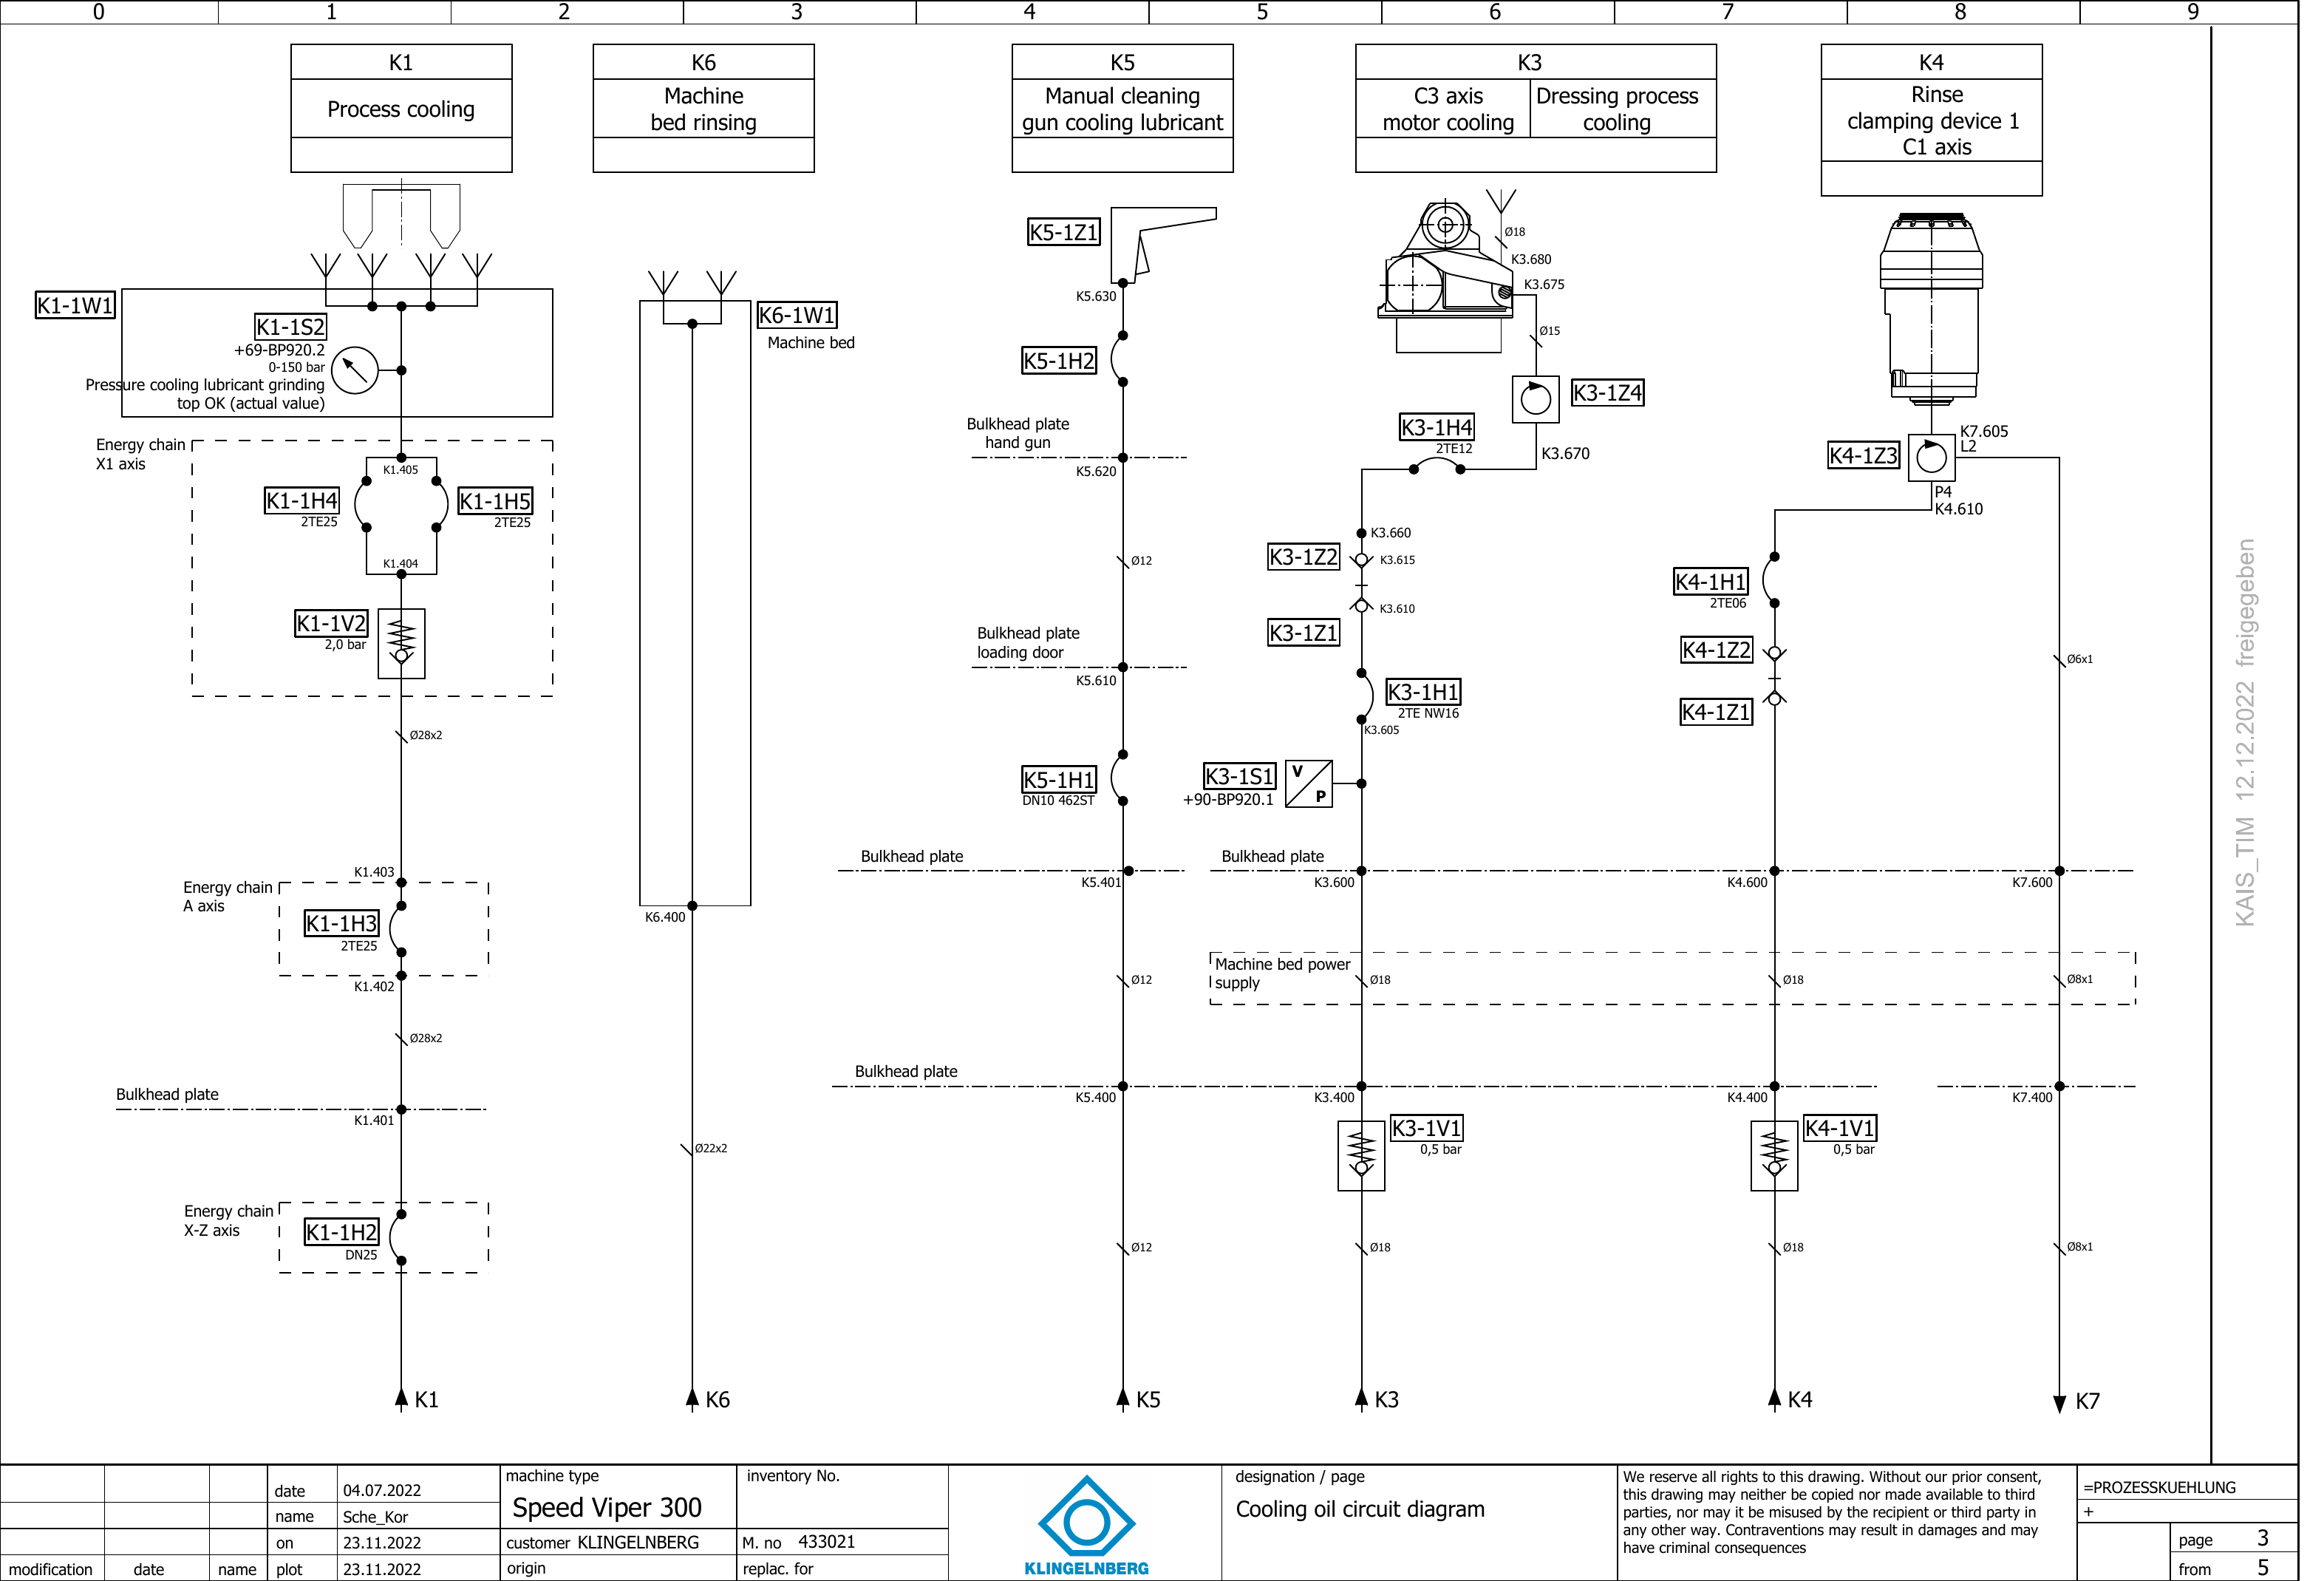 0 1 2 3 4 5 6 7 8 9
K1
Process cooling
K6
Machine
bed rinsing
K5
Manual cleaning
gun cooling lubricant
K3
C3 axis
motor cooling
Dressing process
cooling
K4
Rinse
clamping device 1
C1 axis
K1-1W1
K1-1S2
+69-BP920.2
0-150 bar
Pressure cooling lubricant grinding
top OK (actual value)
Energy chain
X1 axis
K1.405
K1-1H4
2TE25
K1-1H5
2TE25
K1.404
K1-1V2
2,0 bar
Ø28x2
K1.403
Energy chain
A axis
K1-1H3
2TE25
K1.402
Ø28x2
Bulkhead plate
K1.401
Energy chain
X-Z axis
K1-1H2
DN25
K1
K6-1W1
Machine bed
K6.400
Ø22x2
K6
K5-1Z1
K5.630
K5-1H2
Bulkhead plate
hand gun
K5.620
Ø12
Bulkhead plate
loading door
K5.610
K5-1H1
DN10 462ST
Bulkhead plate
K5.401
Ø12
Bulkhead plate
K5.400
Ø12
K5
Ø18
K3.680
K3.675
Ø15
K3-1Z4
K3-1H4
2TE12
K3.670
K3.660
K3-1Z2
K3.615
K3.610
K3-1Z1
K3-1H1
2TE NW16
K3.605
K3-1S1
+90-BP920.1
V
P
Bulkhead plate
K3.600
Machine bed power
supply
Ø18
K3.400
K3-1V1
0,5 bar
Ø18
K3
K4-1Z3
K7.605
L2
P4
K4.610
K4-1H1
2TE06
K4-1Z2
K4-1Z1
K4.600
Ø18
K4.400
K4-1V1
0,5 bar
Ø18
K4
Ø6x1
K7.600
Ø8x1
K7.400
Ø8x1
K7
KAIS_TIM 12.12.2022 freigegeben
modification date name
date 04.07.2022
name Sche_Kor
on 23.11.2022
plot 23.11.2022
machine type
Speed Viper 300
customer KLINGELNBERG
origin
inventory No.
M. no 433021
replac. for
KLINGELNBERG
designation / page
Cooling oil circuit diagram
We reserve all rights to this drawing. Without our prior consent,
this drawing may neither be copied nor made available to third
parties, nor may it be misused by the recipient or third party in
any other way. Contraventions may result in damages and may
have criminal consequences
=PROZESSKUEHLUNG
+
page 3
from 5